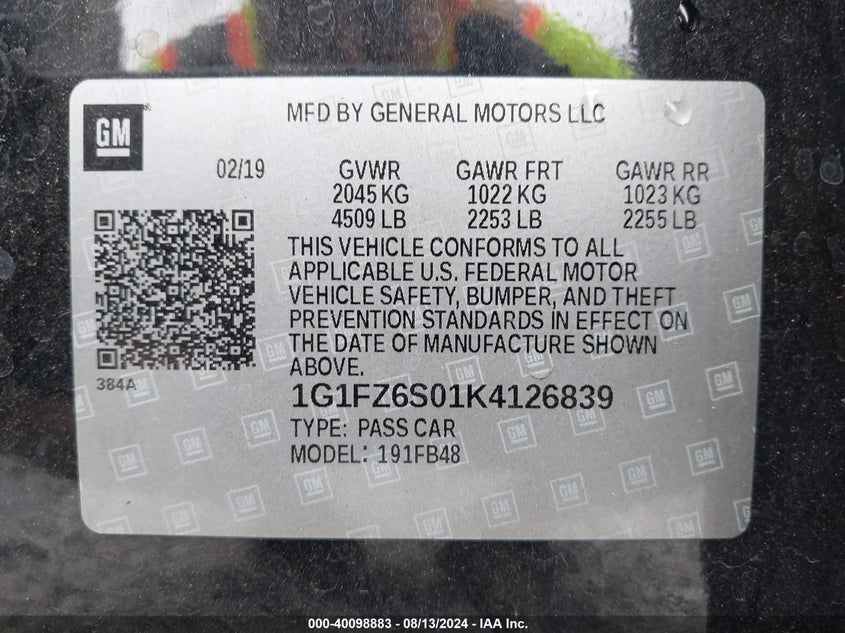 MFD BY GENERAL MOTORS LLC
GM
02/19 GVWR GAWR FRT GAWR RR
2045 KG 1022 KG 1023 KG
4509 LB 2253 LB 2255 LB
THIS VEHICLE CONFORMS TO ALL
APPLICABLE U.S. FEDERAL MOTOR
VEHICLE SAFETY, BUMPER, AND THEFT
PREVENTION STANDARDS IN EFFECT ON
THE DATE OF MANUFACTURE SHOWN
ABOVE.
384A
1G1FZ6S01K4126839
TYPE: PASS CAR
MODEL: 191FB48
000-40098883 - 08/13/2024 - IAA Inc.